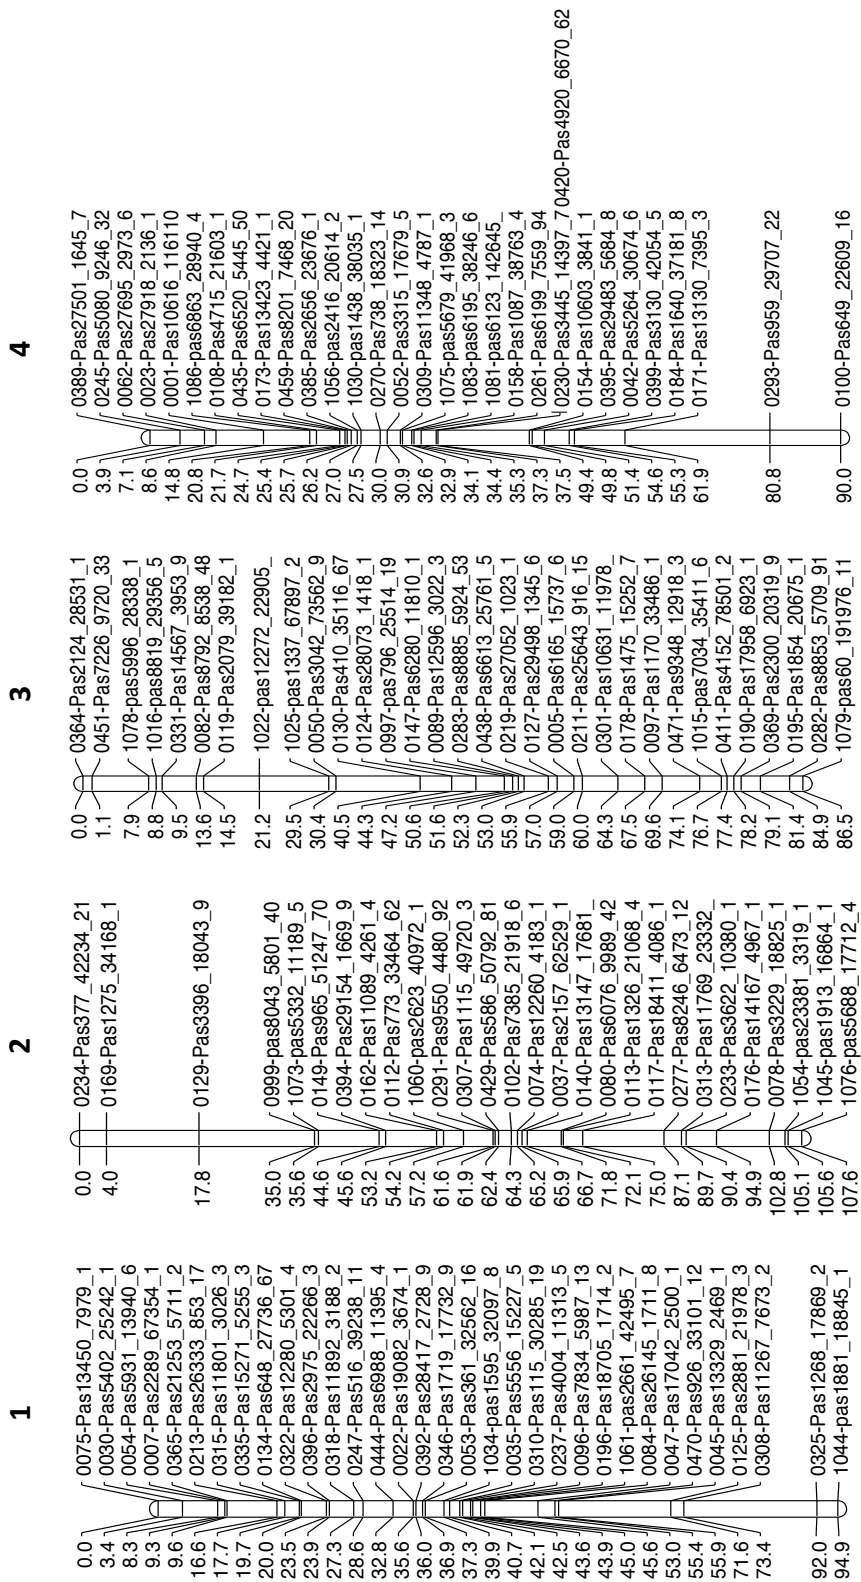 1
0.0 0075-Pas13450_7979_1
3.4 0030-Pas5402_25242_1
8.3 0054-Pas5931_13940_6
9.3 0007-Pas2289_67354_1
9.6 0365-Pas21253_5711_2
16.6 0213-Pas26333_853_17
17.7 0315-Pas11801_3026_3
19.7 0335-Pas15271_5255_3
20.0 0134-Pas648_27736_67
23.5 0322-Pas12280_5301_4
23.9 0396-Pas2975_22266_3
27.3 0318-Pas11892_3188_2
28.6 0247-Pas516_39238_11
32.8 0444-Pas6988_11395_4
35.6 0022-Pas19082_3674_1
36.0 0392-Pas28417_2728_9
36.9 0346-Pas1719_17732_9
37.3 0053-Pas361_32562_16
39.9 1034-pas1595_32097_8
40.7 0035-Pas5556_15227_5
42.1 0310-Pas115_30285_19
42.5 0237-Pas4004_11313_5
43.6 0096-Pas7834_5987_13
43.9 0196-Pas18705_1714_2
45.0 1061-pas2661_42495_7
45.6 0084-Pas26145_1711_8
53.0 0047-Pas17042_2500_1
55.4 0470-Pas926_33101_12
55.9 0045-Pas13329_2469_1
71.6 0125-Pas2881_21978_3
73.4 0308-Pas11267_7673_2
92.0 0325-Pas1268_17869_2
94.9 1044-pas1881_18845_1
2
0.0 0234-Pas377_42234_21
4.0 0169-Pas1275_34168_1
17.8 0129-Pas3396_18043_9
35.0 0999-pas8043_5801_40
35.6 1073-pas5332_11189_5
44.6 0149-Pas965_51247_70
45.6 0394-Pas29154_1669_9
53.2 0162-Pas11089_4261_4
54.2 0112-Pas773_33464_62
57.2 1060-pas2623_40972_1
61.6 0291-Pas9550_4480_92
61.9 0307-Pas1115_49720_3
62.4 0429-Pas586_50792_81
64.3 0102-Pas7385_21918_6
65.2 0074-Pas12260_4183_1
65.9 0037-Pas2157_62529_1
66.7 0140-Pas13147_17681_
71.8 0080-Pas6076_9989_42
72.1 0113-Pas1326_21068_4
75.0 0117-Pas18411_4086_1
87.1 0277-Pas8246_6473_12
89.7 0313-Pas11769_23332_
90.4 0233-Pas3622_10380_1
94.9 0176-Pas14167_4967_1
102.8 0078-Pas3229_18825_1
105.1 1054-pas23381_3319_1
105.6 1045-pas1913_16864_1
107.6 1076-pas5688_17712_4
3
0.0 0364-Pas2124_28531_1
1.1 0451-Pas7226_9720_33
7.9 1078-pas5996_28338_1
8.8 1016-pas8819_29356_5
9.5 0331-Pas14567_3953_9
13.6 0082-Pas8792_8538_48
14.5 0119-Pas2079_39182_1
21.2 1022-pas12272_22905_
29.5 1025-pas1337_67897_2
30.4 0050-Pas3042_73562_9
40.5 0130-Pas410_35116_67
44.3 0124-Pas28073_1418_1
47.2 0997-pas796_25514_19
50.6 0147-Pas6280_11810_1
51.6 0089-Pas12596_3022_3
52.3 0283-Pas8885_5924_53
53.0 0438-Pas6613_25761_5
55.9 0219-Pas27052_1023_1
57.0 0127-Pas29498_1345_6
59.0 0005-Pas6165_15737_6
60.0 0211-Pas25643_916_15
64.3 0301-Pas10631_11978_
67.5 0178-Pas1475_15252_7
69.6 0097-Pas1170_33486_1
74.1 0471-Pas9348_12918_3
76.7 1015-pas7034_35411_6
77.4 0411-Pas4152_78501_2
78.2 0190-Pas17958_6923_1
79.1 0369-Pas2300_20319_9
81.4 0195-Pas1854_20675_1
84.9 0282-Pas8853_5709_91
86.5 1079-pas60_191976_11
4
0.0 0389-Pas27501_1645_7
3.9 0245-Pas5080_9246_32
7.1 0062-Pas27695_2973_6
8.6 0023-Pas27918_2136_1
14.8 0001-Pas10616_116110
20.8 1086-pas6863_28940_4
21.7 0108-Pas4715_21603_1
24.7 0435-Pas6520_5445_50
25.4 0173-Pas13423_4421_1
25.7 0459-Pas8201_7468_20
26.2 0385-Pas2656_23676_1
27.0 1056-pas2416_20614_2
27.5 1030-pas1438_38035_1
30.0 0270-Pas738_18323_14
30.9 0052-Pas3315_17679_5
32.6 0309-Pas11348_4787_1
32.9 1075-pas5679_41968_3
34.1 1083-pas6195_38246_6
34.4 1081-pas6123_142645_
35.3 0158-Pas1087_38763_4
37.3 0261-Pas6199_7559_94
37.5 0230-Pas3445_14397_7 0420-Pas4920_6670_62
49.4 0154-Pas10603_3841_1
49.8 0395-Pas29483_5684_8
51.4 0042-Pas5264_30674_6
54.6 0399-Pas3130_42054_5
55.3 0184-Pas1640_37181_8
61.9 0171-Pas13130_7395_3
80.8 0293-Pas959_29707_22
90.0 0100-Pas649_22609_16